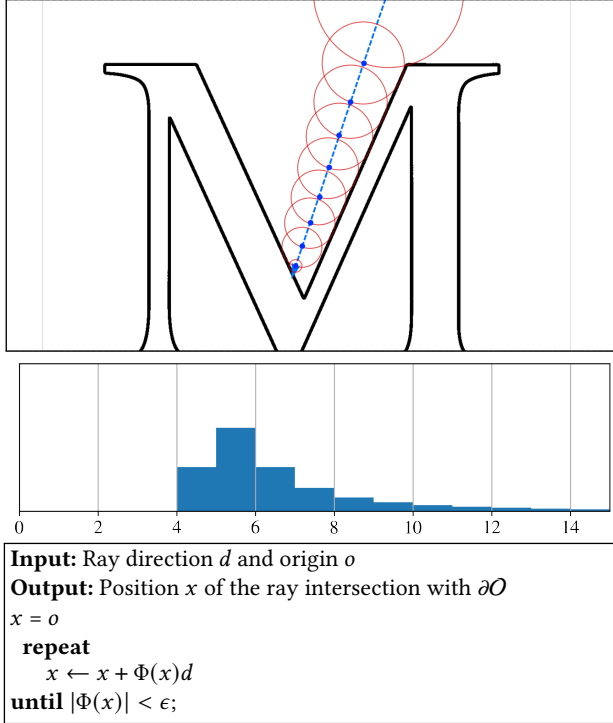 M
0 2 4 6 8 10 12 14
Input: Ray direction d and origin o
Output: Position x of the ray intersection with ∂𝒪
x = o
repeat
x ← x + Φ(x)d
until |Φ(x)| < ϵ;